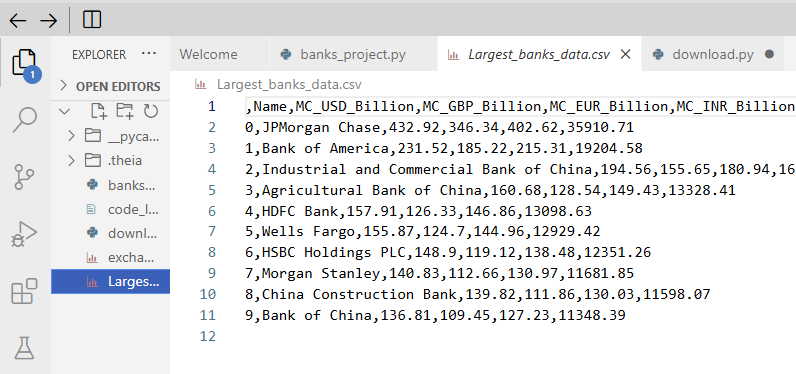 EXPLORER ···
Welcome
banks_project.py
Largest_banks_data.csv
download.py
1
OPEN EDITORS
__pyca...
.theia
banks...
code_l...
downl...
excha...
Larges...
Largest_banks_data.csv
1 ,Name,MC_USD_Billion,MC_GBP_Billion,MC_EUR_Billion,MC_INR_Billion
2 0,JPMorgan Chase,432.92,346.34,402.62,35910.71
3 1,Bank of America,231.52,185.22,215.31,19204.58
4 2,Industrial and Commercial Bank of China,194.56,155.65,180.94,16
5 3,Agricultural Bank of China,160.68,128.54,149.43,13328.41
6 4,HDFC Bank,157.91,126.33,146.86,13098.63
7 5,Wells Fargo,155.87,124.7,144.96,12929.42
8 6,HSBC Holdings PLC,148.9,119.12,138.48,12351.26
9 7,Morgan Stanley,140.83,112.66,130.97,11681.85
10 8,China Construction Bank,139.82,111.86,130.03,11598.07
11 9,Bank of China,136.81,109.45,127.23,11348.39
12